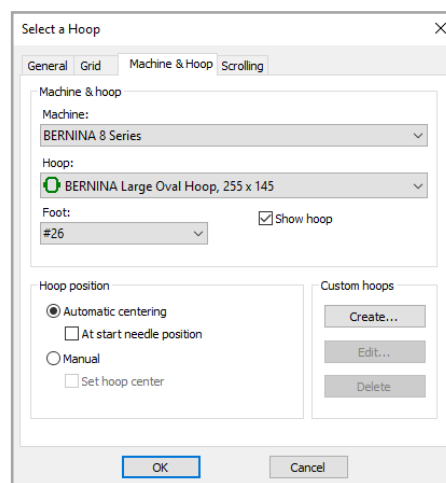 Select a Hoop
General Grid Machine & Hoop Scrolling
Machine & hoop
Machine:
BERNINA 8 Series
Hoop:
BERNINA Large Oval Hoop, 255 x 145
Foot:
#26
Show hoop
Hoop position
Automatic centering
At start needle position
Manual
Set hoop center
Custom hoops
Create...
Edit...
Delete
OK
Cancel